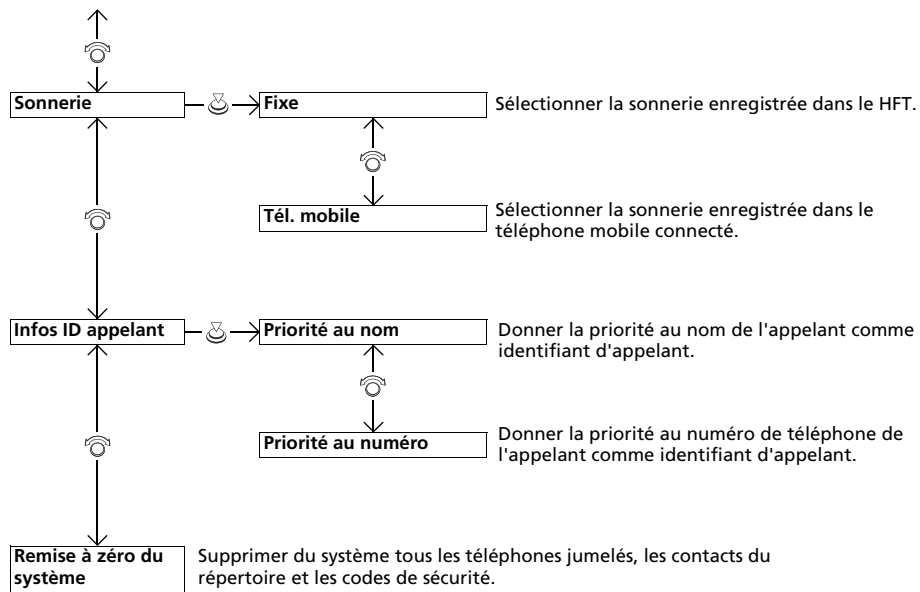 Sonnerie
Fixe
Sélectionner la sonnerie enregistrée dans le HFT.
Tél. mobile
Sélectionner la sonnerie enregistrée dans le
téléphone mobile connecté.
Infos ID appelant
Priorité au nom
Donner la priorité au nom de l'appelant comme
identifiant d'appelant.
Priorité au numéro
Donner la priorité au numéro de téléphone de
l'appelant comme identifiant d'appelant.
Remise à zéro du
système
Supprimer du système tous les téléphones jumelés, les contacts du
répertoire et les codes de sécurité.